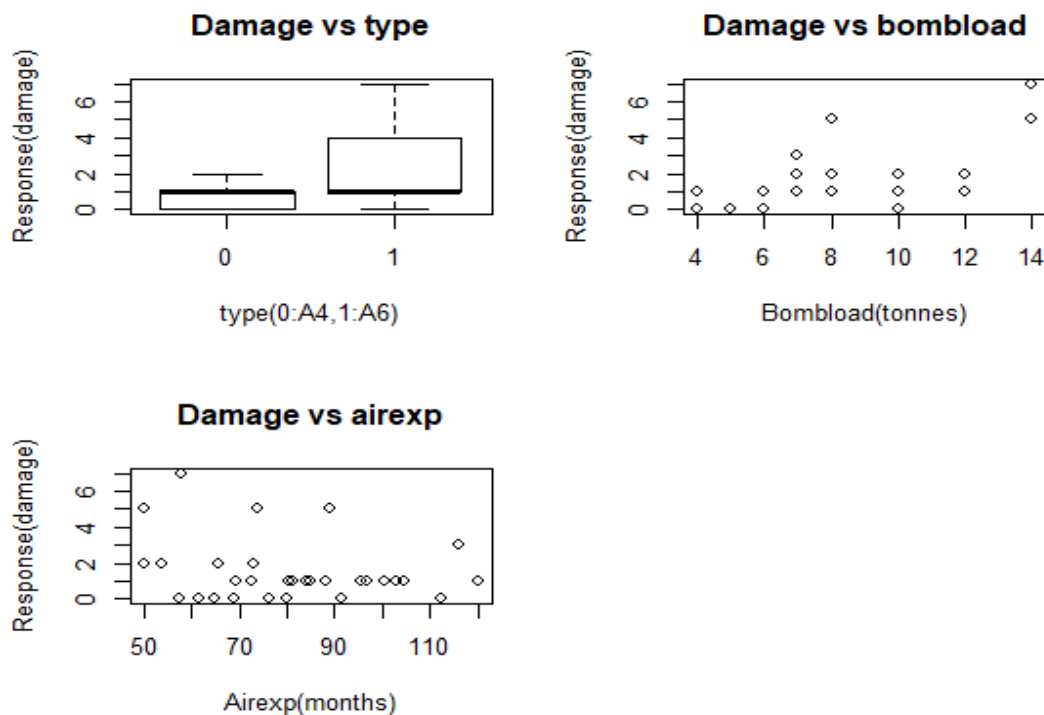 Damage vs type
Response(damage)
6
4
2
0
0 1
type(0:A4,1:A6)
Damage vs bombload
Response(damage)
6
4
2
0
4 6 8 10 12 14
Bombload(tonnes)
Damage vs airexp
Response(damage)
6
4
2
0
50 70 90 110
Airexp(months)